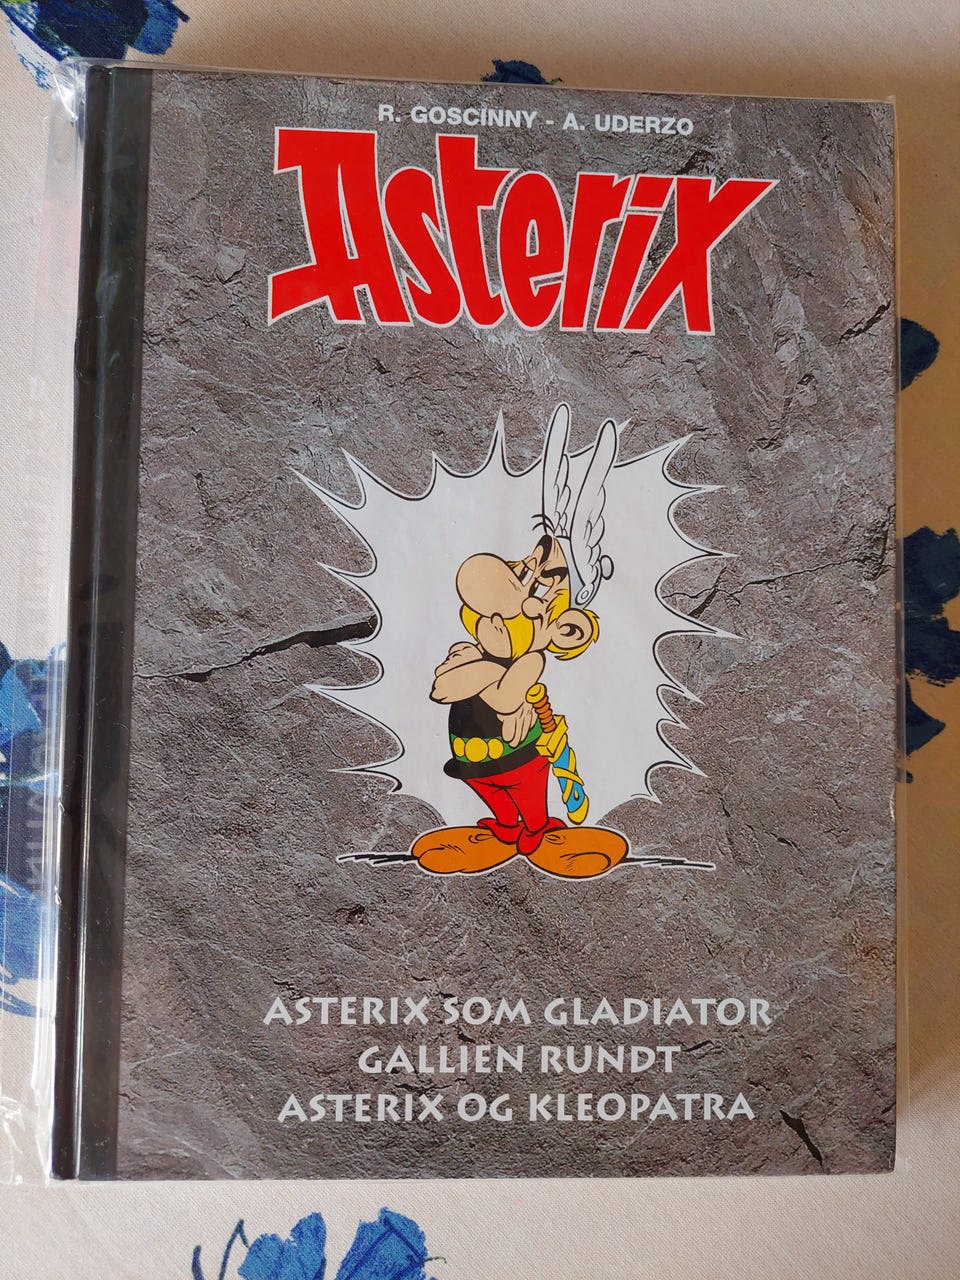 R. GOSCINNY - A. UDERZO
Asterix
ASTERIX SOM GLADIATOR
GALLIEN RUNDT
ASTERIX OG KLEOPATRA